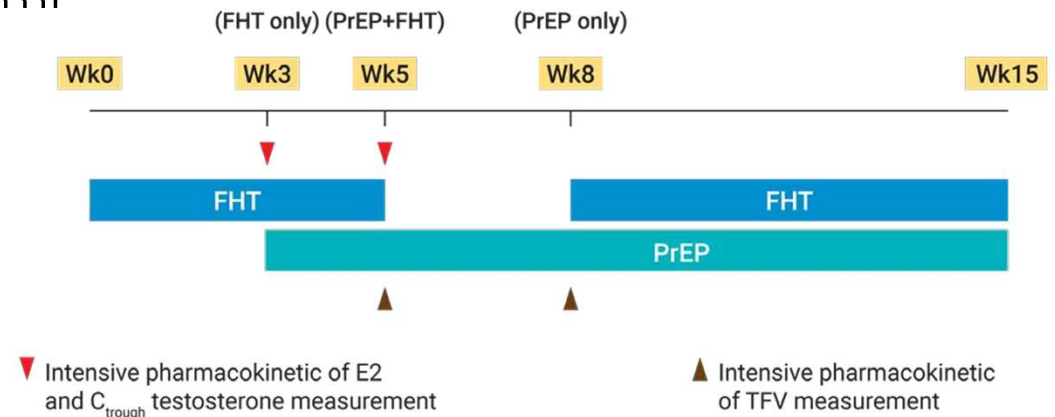 (FHT only) (PrEP+FHT) (PrEP only)
Wk0 Wk3 Wk5 Wk8 Wk15
FHT FHT
PrEP
Intensive pharmacokinetic of E2
and Ctrough testosterone measurement
Intensive pharmacokinetic
of TFV measurement